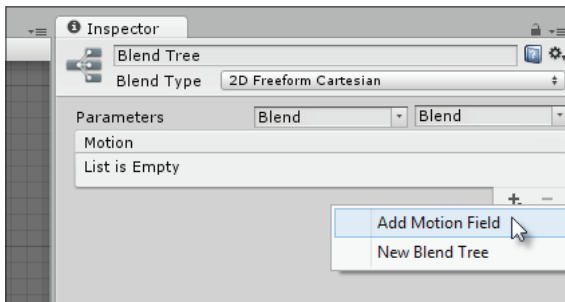 Inspector
Blend Tree
Blend Type 2D Freeform Cartesian
Parameters Blend Blend
Motion
List is Empty
Add Motion Field
New Blend Tree